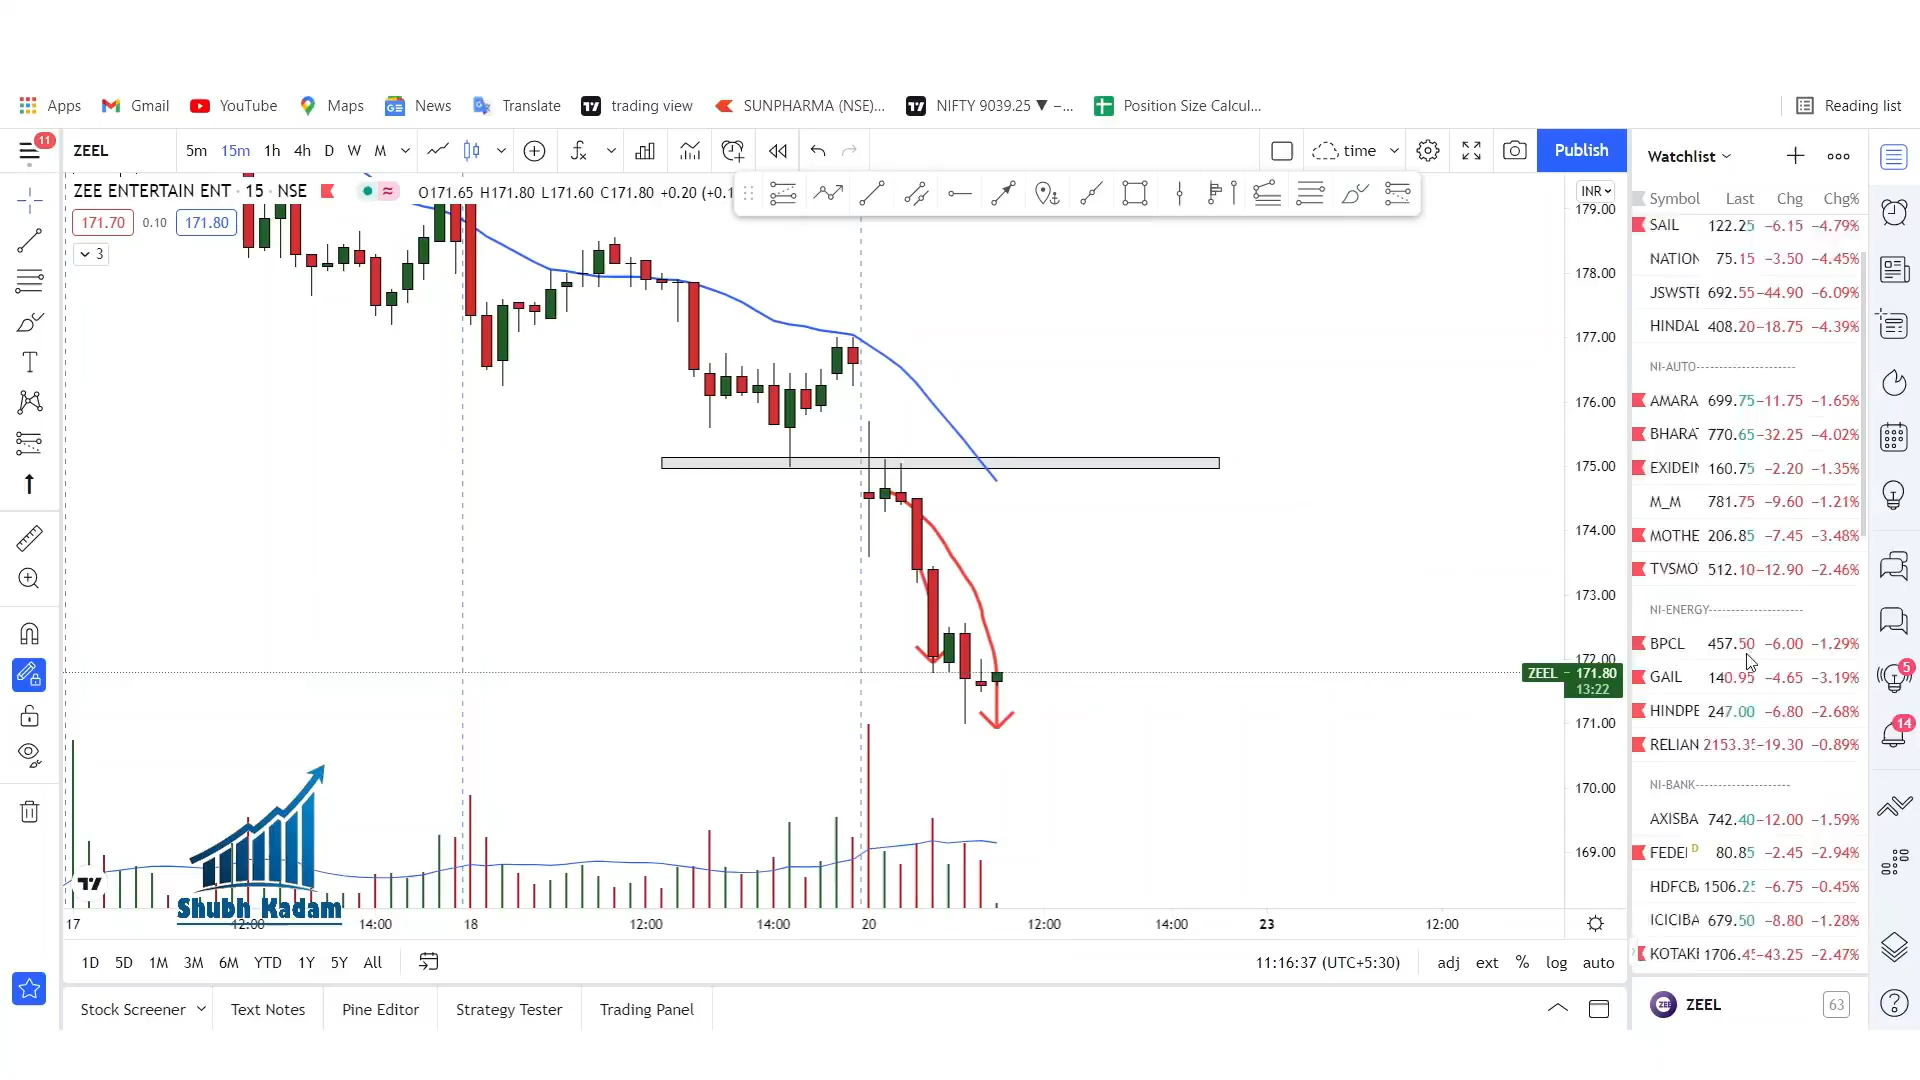 Apps Gmail YouTube Maps News Translate trading view SUNPHARMA (NSE)... NIFTY 9039.25 ▼ −... Position Size Calcul... Reading list
11 ZEEL 5m 15m 1h 4h D W M time Publish
Watchlist
ZEE ENTERTAIN ENT · 15 · NSE O171.65 H171.80 L171.60 C171.80 +0.20 (+0.1 INR
171.70 0.10 171.80
3
179.00
178.00
177.00
176.00
175.00
174.00
173.00
172.00
ZEEL 171.80
13:22
171.00
170.00
169.00
Symbol Last Chg Chg%
SAIL 122.25 −6.15 −4.79%
NATION 75.15 −3.50 −4.45%
JSWSTE 692.55 −44.90 −6.09%
HINDAL 408.20 −18.75 −4.39%
NI-AUTO----------------------
AMARA 699.75 −11.75 −1.65%
BHARAT 770.65 −32.25 −4.02%
EXIDEIN 160.75 −2.20 −1.35%
M_M 781.75 −9.60 −1.21%
MOTHE 206.85 −7.45 −3.48%
TVSMO 512.10 −12.90 −2.46%
NI-ENERGY---------------------
BPCL 457.50 −6.00 −1.29%
GAIL 140.95 −4.65 −3.19%
HINDPE 247.00 −6.80 −2.68%
RELIAN 2153.35 −19.30 −0.89%
NI-BANK---------------------
AXISBA 742.40 −12.00 −1.59%
FEDEI D 80.85 −2.45 −2.94%
HDFCB 1506.25 −6.75 −0.45%
ICICIBA 679.50 −8.80 −1.28%
KOTAKI 1706.45 −43.25 −2.47%
5
14
Shubh Kadam
17 12:00 14:00 18 12:00 14:00 20 12:00 14:00 23 12:00
1D 5D 1M 3M 6M YTD 1Y 5Y All 11:16:37 (UTC+5:30) adj ext % log auto
Stock Screener Text Notes Pine Editor Strategy Tester Trading Panel
ZEEL 63